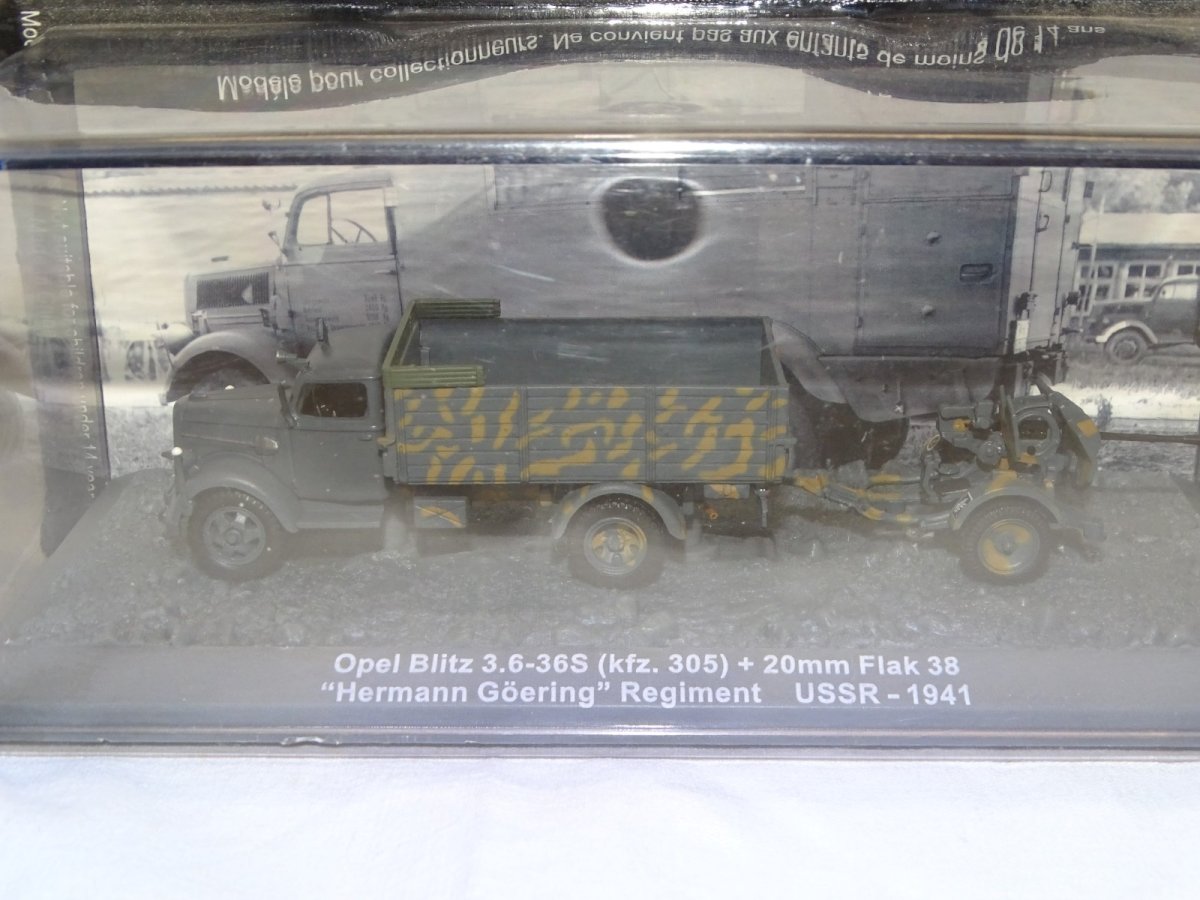 Modéle pour collectionneurs. Ne convient pas aux enfants de moins de 14 ans
Opel Blitz 3.6-36S (kfz. 305) + 20mm Flak 38
“Hermann Göering” Regiment USSR – 1941